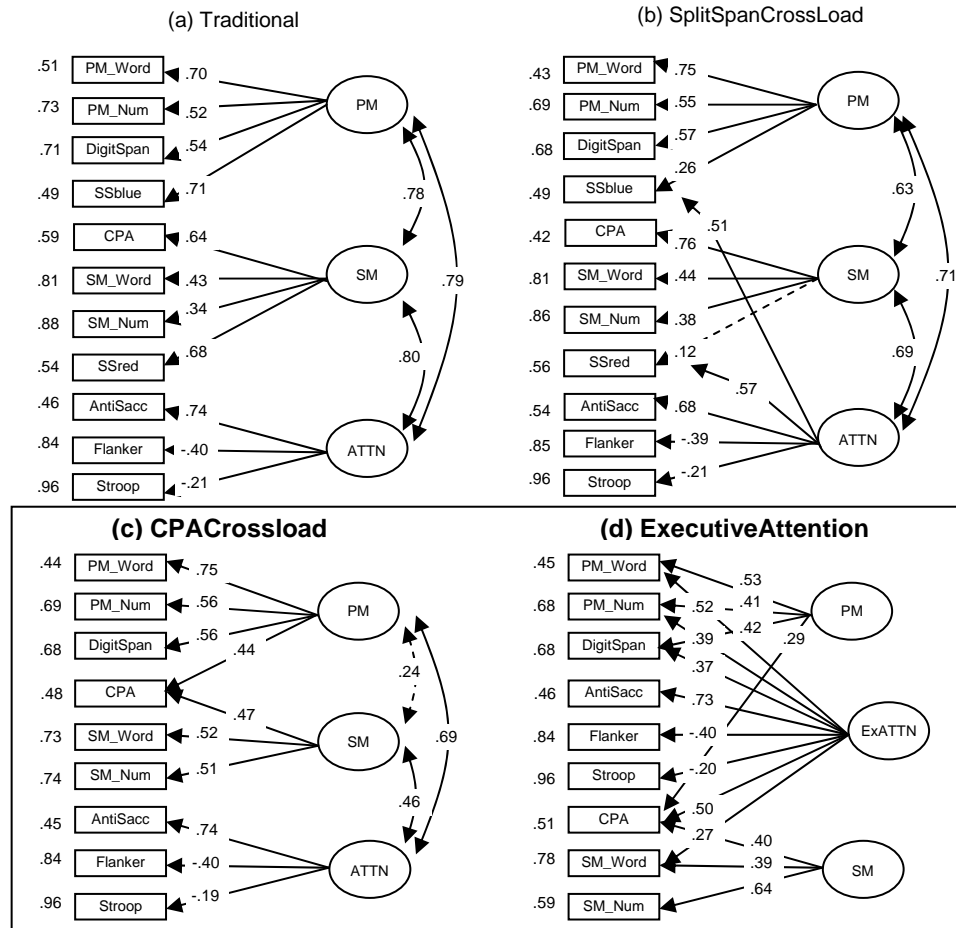 (a) Traditional
.51 PM_Word .70
.73 PM_Num .52 PM
.71 DigitSpan .54
.49 SSblue .71
.78
.59 CPA .64
.81 SM_Word .43 SM
.79
.88 SM_Num .34
.54 SSred .68
.80
.46 AntiSacc .74
.84 Flanker -.40 ATTN
.96 Stroop -.21
(b) SplitSpanCrossLoad
.43 PM_Word .75
.69 PM_Num .55 PM
.68 DigitSpan .57
.49 SSblue .26
.63
.51
.42 CPA .76
.81 SM_Word .44 SM
.71
.86 SM_Num .38
.56 SSred .12
.69
.57
.54 AntiSacc .68
.85 Flanker -.39 ATTN
.96 Stroop -.21
(c) CPACrossload
.44 PM_Word .75
.69 PM_Num .56 PM
.68 DigitSpan .56
.44
.24
.48 CPA
.47
.73 SM_Word .52 SM
.69
.74 SM_Num .51
.46
.45 AntiSacc .74
.84 Flanker -.40 ATTN
.96 Stroop -.19
(d) ExecutiveAttention
.45 PM_Word .53
.68 PM_Num .52 .41 PM
.68 DigitSpan .39 .42 .29
.37
.46 AntiSacc .73
.84 Flanker -.40 ExATTN
.96 Stroop -.20
.51 CPA .50
.27 .40
.78 SM_Word .39 SM
.59 SM_Num .64